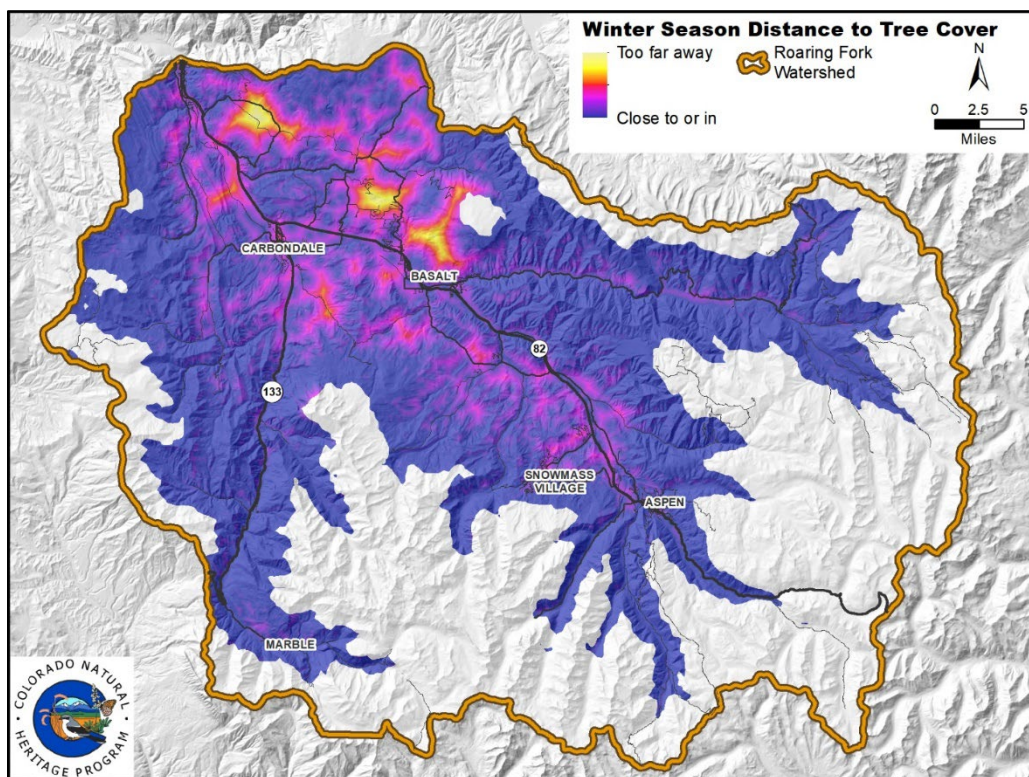 Winter Season Distance to Tree Cover
Too far away
Close to or in
Roaring Fork
Watershed
N
0 2.5 5
Miles
CARBONDALE
BASALT
82
133
SNOWMASS
VILLAGE
ASPEN
MARBLE
COLORADO NATURAL
HERITAGE PROGRAM